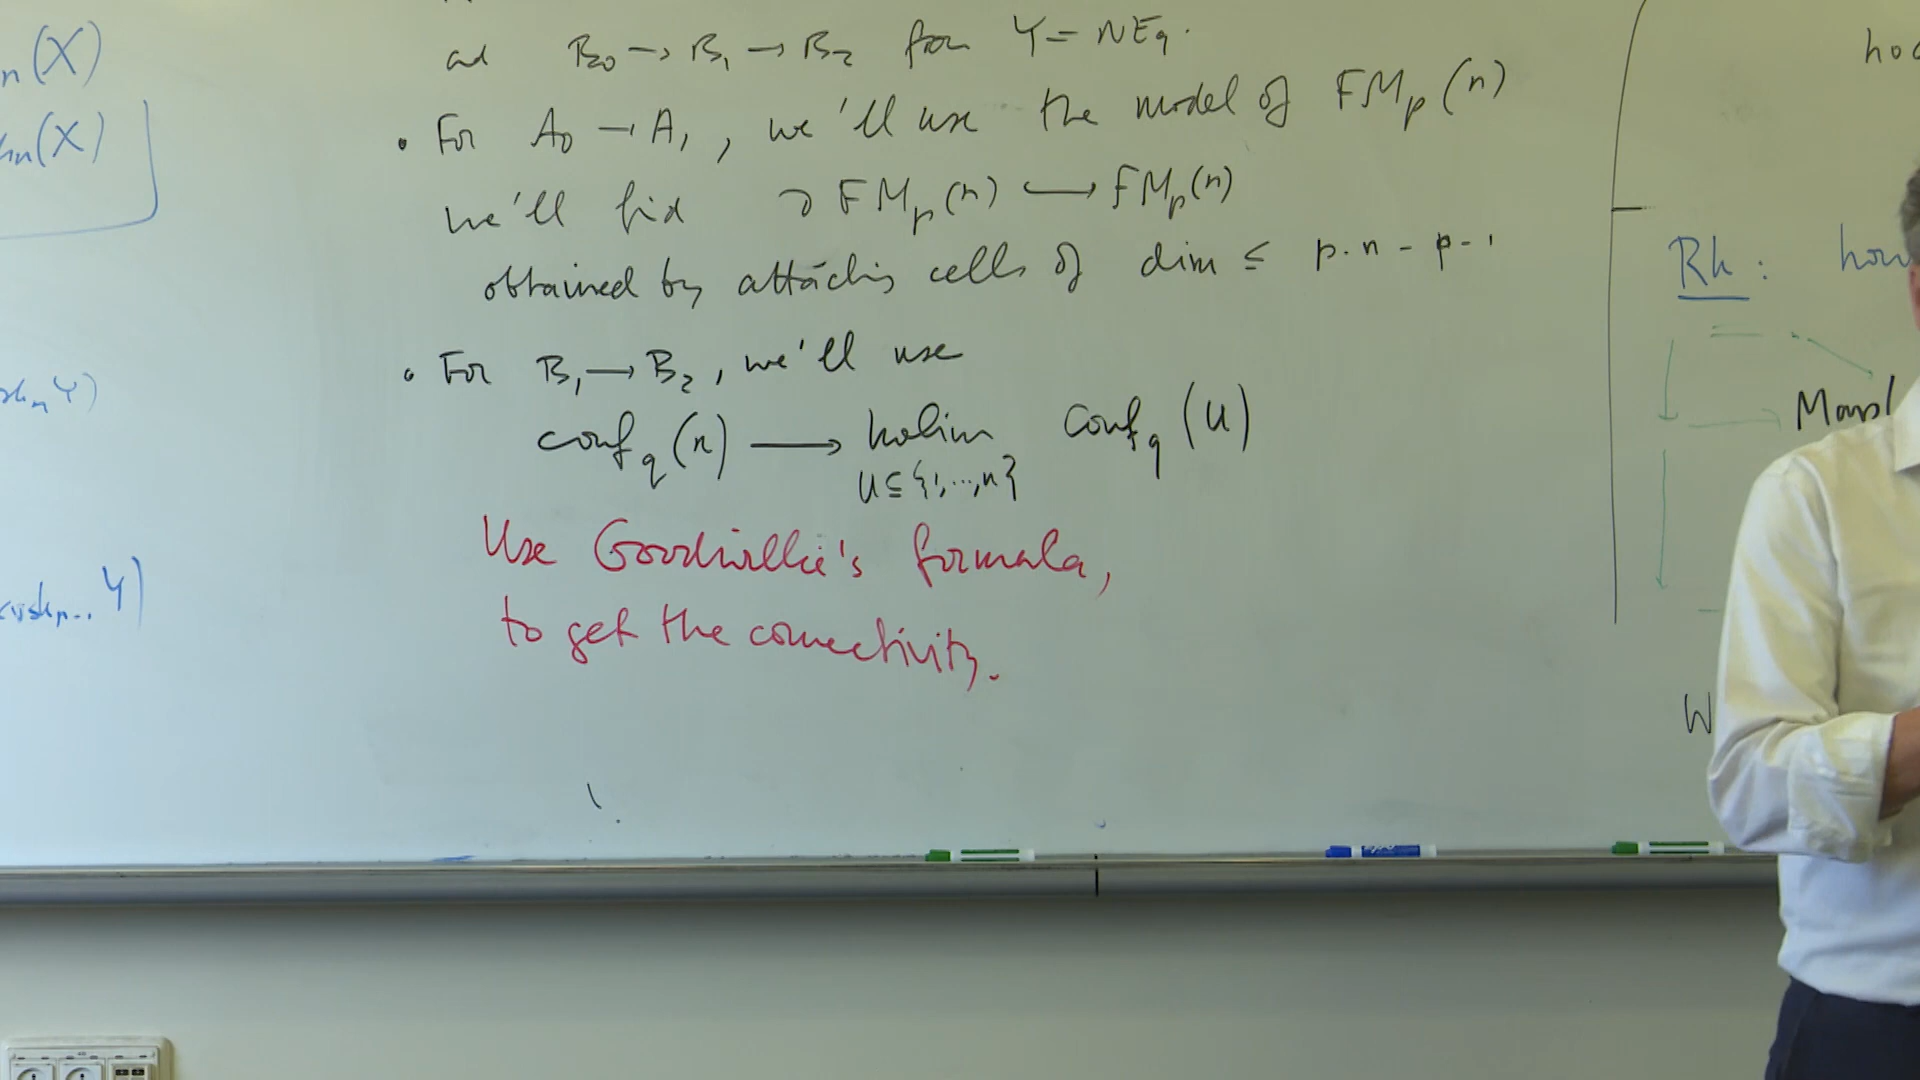 n(X)
n(X)
Y)
Y)
ad B₀ → B₁ → B₂ for Y = NE_q.
• For A₀ → A₁, we'll use the model of FM_p(n)
we'll find ∂FM_p(n) ↪ FM_p(n)
obtained by attaching cells of dim ≤ p·n - p - 1
• For B₁ → B₂, we'll use
conf_q(n) → holim conf_q(U)
U⊆{1,...,n}
Use Goodwillie's formula,
to get the connectivity.
Rk:
W